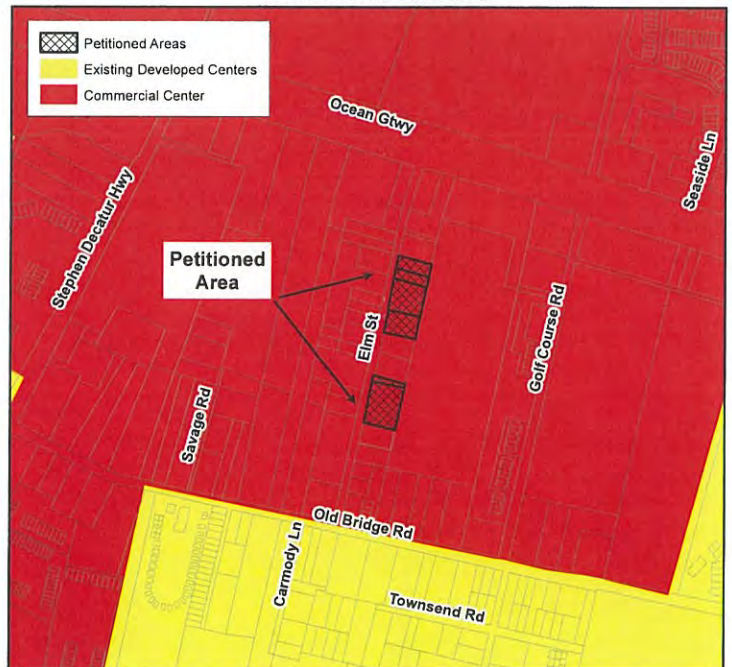 Petitioned Areas
Existing Developed Centers
Commercial Center
Ocean Gtwy
Seaside Ln
Stephen Decatur Hwy
Petitioned
Area
Elm St
Golf Course Rd
Savage Rd
Old Bridge Rd
Carmody Ln
Townsend Rd